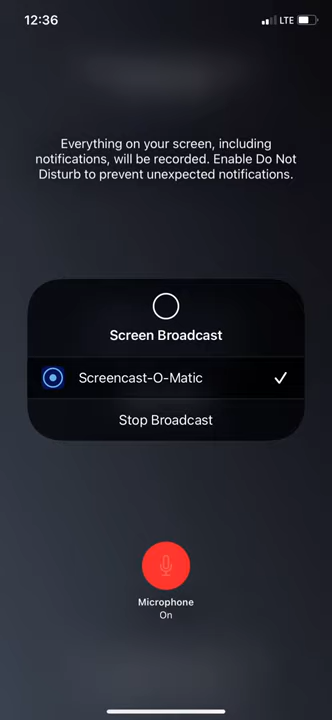 12:36
LTE
Everything on your screen, including
notifications, will be recorded. Enable Do Not
Disturb to prevent unexpected notifications.
Screen Broadcast
Screencast-O-Matic
Stop Broadcast
Microphone
On